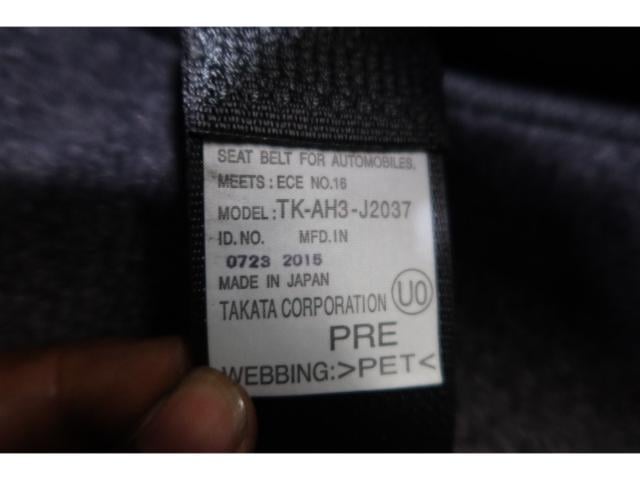 SEAT BELT FOR AUTOMOBILES.
MEETS: ECE NO.16
MODEL: TK-AH3-J2037
ID.NO. MFD.IN
0723 2015
MADE IN JAPAN
TAKATA CORPORATION UO
PRE
WEBBING:>PET<